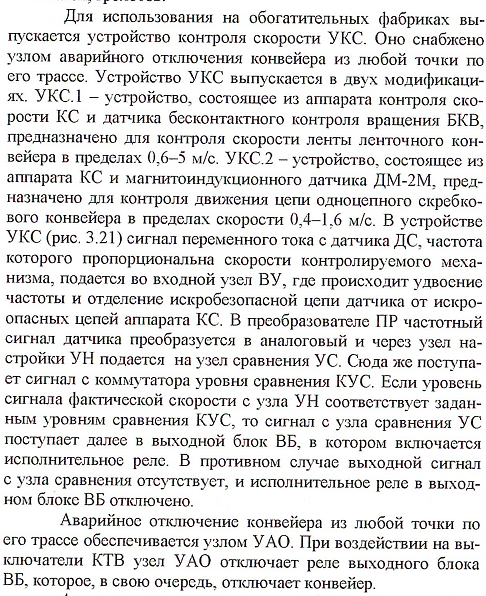 Для использования на обогатительных фабриках вы-
пускается устройство контроля скорости УКС. Оно снабжено
узлом аварийного отключения конвейера из любой точки по
его трассе. Устройство УКС выпускается в двух модификаци-
ях. УКС.1 – устройство, состоящее из аппарата контроля ско-
рости КС и датчика бесконтактного контроля вращения БКВ,
предназначено для контроля скорости ленты ленточного кон-
вейера в пределах 0,6–5 м/с. УКС.2 – устройство, состоящее из
аппарата КС и магнитоиндукционного датчика ДМ-2М, пред-
назначено для контроля движения цепи одноцепного скребко-
вого конвейера в пределах скорости 0,4–1,6 м/с. В устройстве
УКС (рис. 3.21) сигнал переменного тока с датчика ДС, частота
которого пропорциональна скорости контролируемого меха-
низма, подается во входной узел ВУ, где происходит удвоение
частоты и отделение искробезопасной цепи датчика от искро-
опасных цепей аппарата КС. В преобразователе ПР частотный
сигнал датчика преобразуется в аналоговый и через узел на-
стройки УН подается на узел сравнения УС. Сюда же поступа-
ет сигнал с коммутатора уровня сравнения КУС. Если уровень
сигнала фактической скорости с узла УН соответствует задан-
ным уровням сравнения КУС, то сигнал с узла сравнения УС
поступает далее в выходной блок ВБ, в котором включается
исполнительное реле. В противном случае выходной сигнал
с узла сравнения отсутствует, и исполнительное реле в выход-
ном блоке ВБ отключено.
Аварийное отключение конвейера из любой точки по
его трассе обеспечивается узлом УАО. При воздействии на вы-
ключатели КТВ узел УАО отключает реле выходного блока
ВБ, которое, в свою очередь, отключает конвейер.